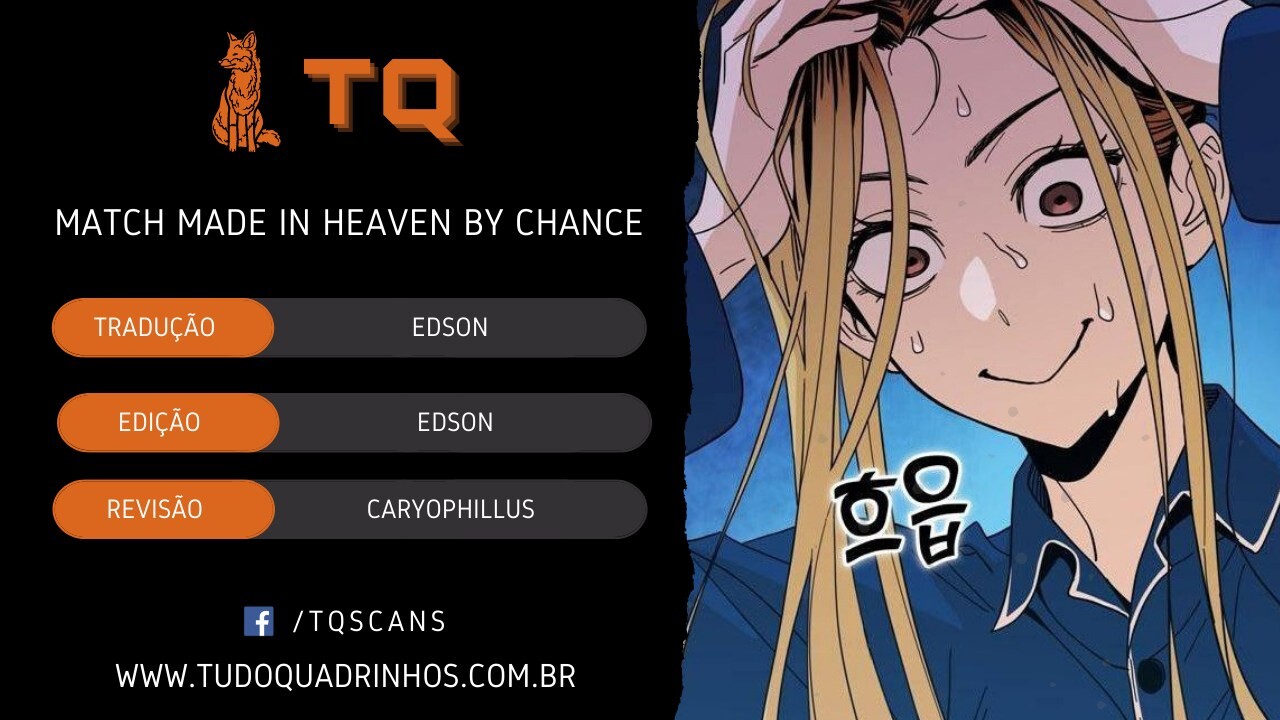 TQ
MATCH MADE IN HEAVEN BY CHANCE
TRADUÇÃO EDSON
EDIÇÃO EDSON
REVISÃO CARYOPHILLUS
/TQSCANS
WWW.TUDOQUADRINHOS.COM.BR
흐읍